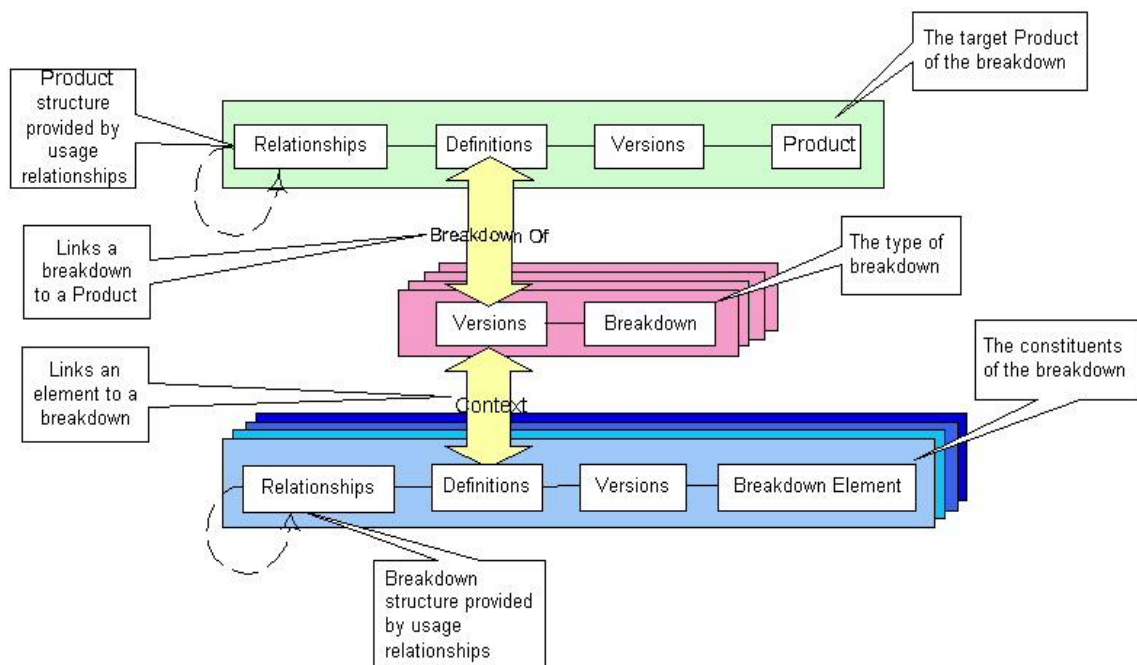 The target Product
of the breakdown
Product
structure
provided by
usage
relationships
Relationships
Definitions
Versions
Product
Links a
breakdown
to a Product
Breakdown Of
The type of
breakdown
Versions
Breakdown
Links an
element to a
breakdown
Context
The constituents
of the breakdown
Relationships
Definitions
Versions
Breakdown Element
Breakdown
structure provided
by usage
relationships